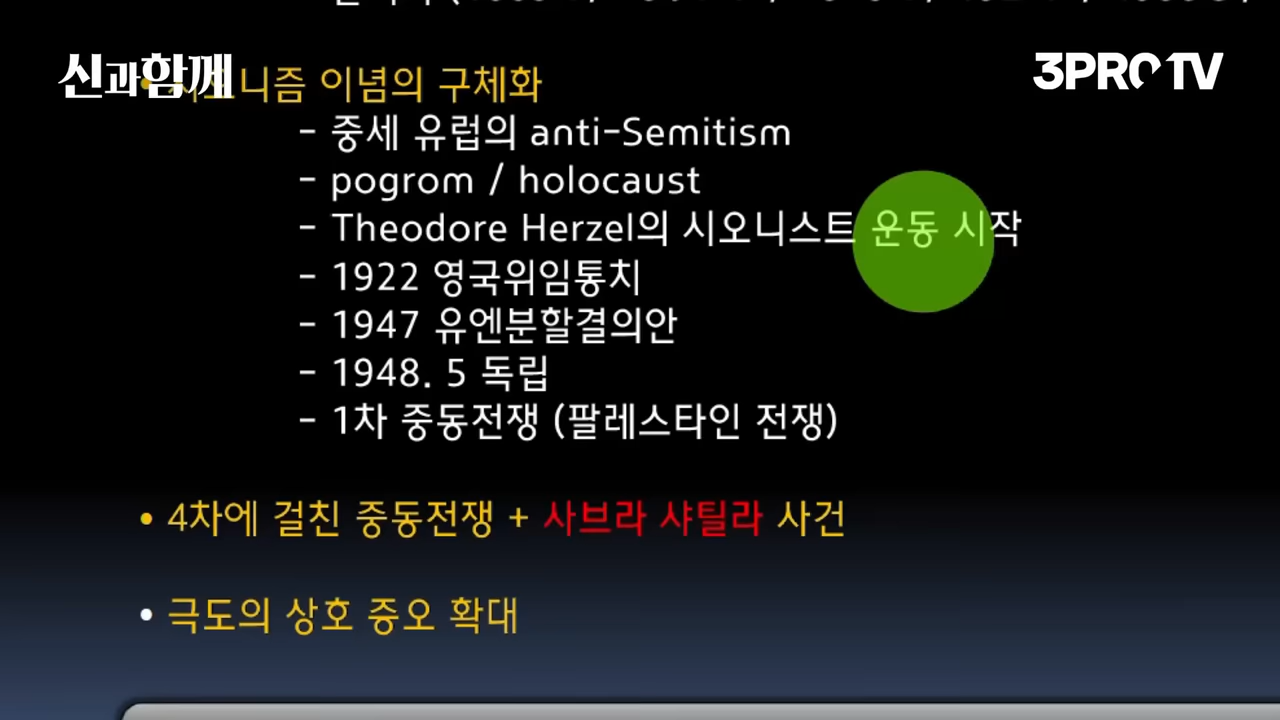 신과함께
3PROTV
니즘 이념의 구체화
- 중세 유럽의 anti-Semitism
- pogrom / holocaust
- Theodore Herzel의 시오니스트 운동 시작
- 1922 영국위임통치
- 1947 유엔분할결의안
- 1948. 5 독립
- 1차 중동전쟁 (팔레스타인 전쟁)
• 4차에 걸친 중동전쟁 + 사브라 샤틸라 사건
• 극도의 상호 증오 확대